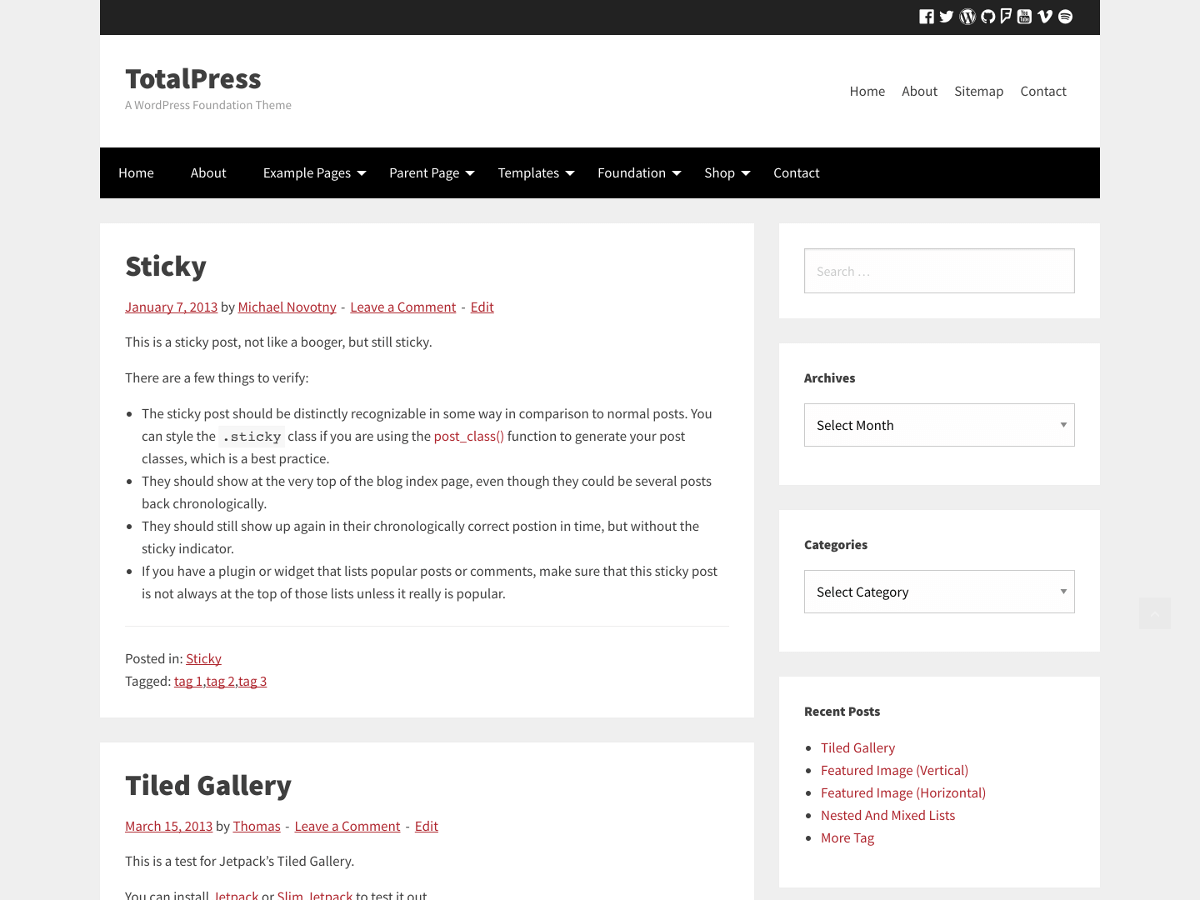 TotalPress
A WordPress Foundation Theme
Home About Sitemap Contact
Home About Example Pages Parent Page Templates Foundation Shop Contact
Sticky
January 7, 2013 by Michael Novotny - Leave a Comment - Edit
This is a sticky post, not like a booger, but still sticky.
There are a few things to verify:
The sticky post should be distinctly recognizable in some way in comparison to normal posts. You
can style the .sticky class if you are using the post_class() function to generate your post
classes, which is a best practice.
They should show at the very top of the blog index page, even though they could be several posts
back chronologically.
They should still show up again in their chronologically correct postion in time, but without the
sticky indicator.
If you have a plugin or widget that lists popular posts or comments, make sure that this sticky post
is not always at the top of those lists unless it really is popular.
Posted in: Sticky
Tagged: tag 1,tag 2,tag 3
Tiled Gallery
March 15, 2013 by Thomas - Leave a Comment - Edit
This is a test for Jetpack's Tiled Gallery.
You can install Jetpack or Slim Jetpack to test it out.
Search …
Archives
Select Month
Categories
Select Category
Recent Posts
Tiled Gallery
Featured Image (Vertical)
Featured Image (Horizontal)
Nested And Mixed Lists
More Tag